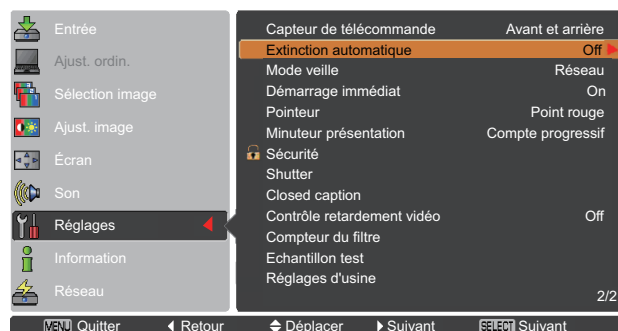 Entrée
Ajust. ordin.
Sélection image
Ajust. image
Écran
Son
Réglages
Information
Réseau
Capteur de télécommande Avant et arrière
Extinction automatique Off
Mode veille Réseau
Démarrage immédiat On
Pointeur Point rouge
Minuteur présentation Compte progressif
Sécurité
Shutter
Closed caption
Contrôle retardement vidéo Off
Compteur du filtre
Echantillon test
Réglages d'usine
2/2
MENU Quitter Retour Déplacer Suivant SELECT Suivant